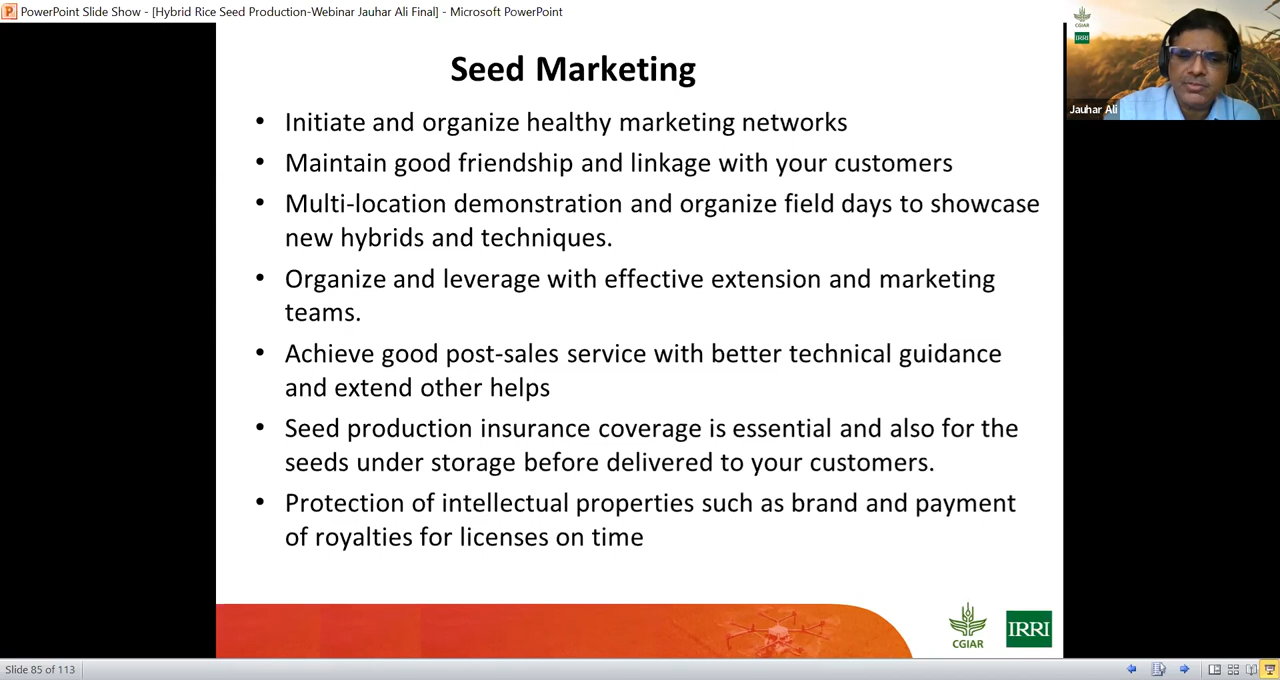 PowerPoint Slide Show - [Hybrid Rice Seed Production-Webinar Jauhar Ali Final] - Microsoft PowerPoint
CGIAR
IRRI
Jauhar Ali
Seed Marketing
• Initiate and organize healthy marketing networks
• Maintain good friendship and linkage with your customers
• Multi-location demonstration and organize field days to showcase
new hybrids and techniques.
• Organize and leverage with effective extension and marketing
teams.
• Achieve good post-sales service with better technical guidance
and extend other helps
• Seed production insurance coverage is essential and also for the
seeds under storage before delivered to your customers.
• Protection of intellectual properties such as brand and payment
of royalties for licenses on time
CGIAR
IRRI
Slide 85 of 113